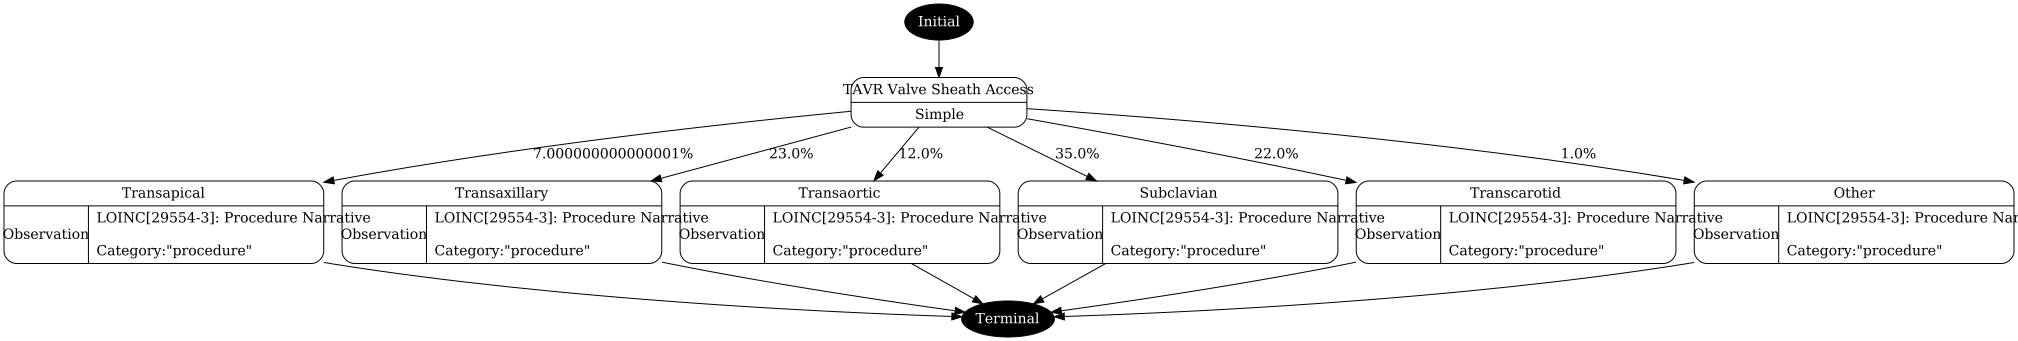 Initial
TAVR Valve Sheath Access
Simple
7.000000000000001%
23.0%
12.0%
35.0%
22.0%
1.0%
Transapical
Observation
LOINC[29554-3]: Procedure Narrative
Category:"procedure"
Transaxillary
Observation
LOINC[29554-3]: Procedure Narrative
Category:"procedure"
Transaortic
Observation
LOINC[29554-3]: Procedure Narrative
Category:"procedure"
Subclavian
Observation
LOINC[29554-3]: Procedure Narrative
Category:"procedure"
Transcarotid
Observation
LOINC[29554-3]: Procedure Narrative
Category:"procedure"
Other
Observation
LOINC[29554-3]: Procedure
Category:"procedure"
Terminal